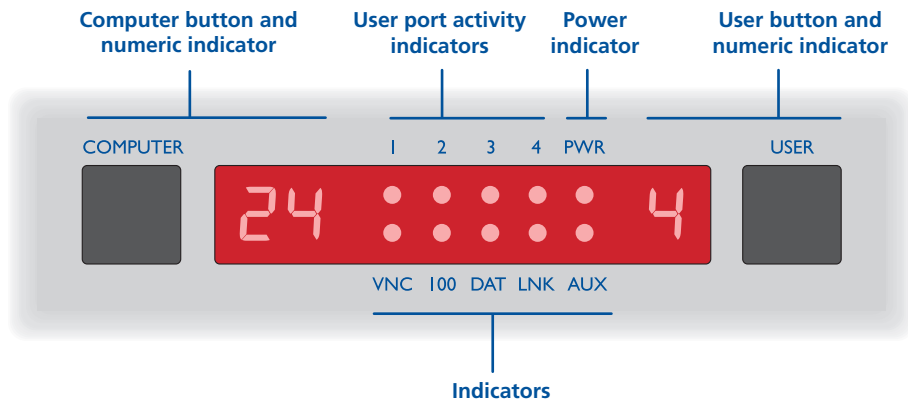 Computer button and
numeric indicator
User port activity
indicators
Power
indicator
User button and
numeric indicator
COMPUTER
1 2 3 4 PWR
USER
24
4
VNC 100 DAT LNK AUX
Indicators